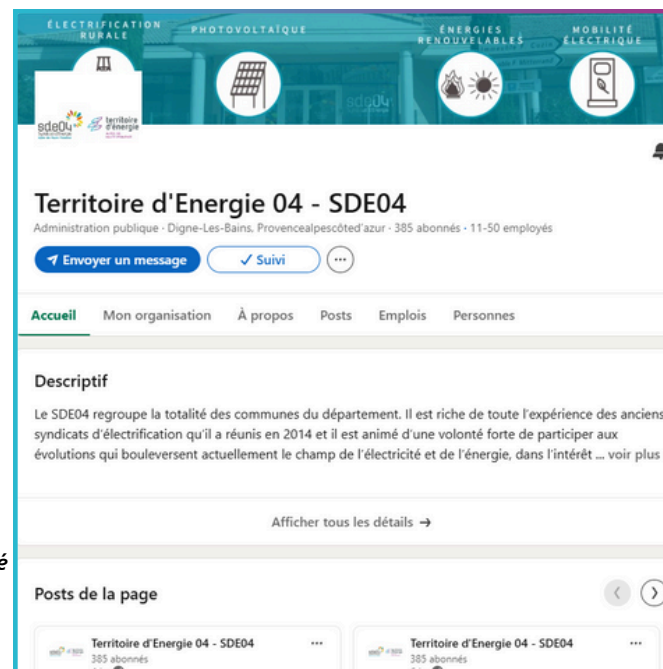 ÉLECTRIFICATION
RURALE
PHOTOVOLTAÏQUE
ÉNERGIES
RENOUVELABLES
MOBILITÉ
ÉLECTRIQUE
sde04
sde04
territoire
d'énergie
Territoire d'Energie 04 - SDE04
Administration publique · Digne-Les-Bains, Provencealpescôted'azur · 385 abonnés · 11-50 employés
Envoyer un message
Suivi
Accueil Mon organisation À propos Posts Emplois Personnes
Descriptif
Le SDE04 regroupe la totalité des communes du département. Il est riche de toute l'expérience des anciens
syndicats d'électrification qu'il a réunis en 2014 et il est animé d'une volonté forte de participer aux
évolutions qui bouleversent actuellement le champ de l'électricité et de l'énergie, dans l'intérêt ... voir plus
Afficher tous les détails →
é
Posts de la page
Territoire d'Energie 04 - SDE04
385 abonnés
Territoire d'Energie 04 - SDE04
385 abonnés